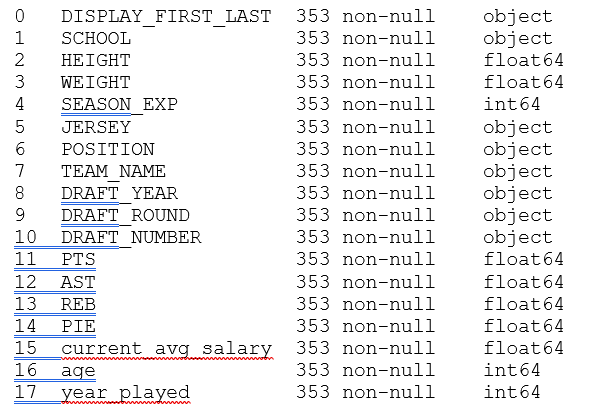 0 DISPLAY_FIRST_LAST 353 non-null object
1 SCHOOL 353 non-null object
2 HEIGHT 353 non-null float64
3 WEIGHT 353 non-null float64
4 SEASON_EXP 353 non-null int64
5 JERSEY 353 non-null object
6 POSITION 353 non-null object
7 TEAM_NAME 353 non-null object
8 DRAFT_YEAR 353 non-null object
9 DRAFT_ROUND 353 non-null object
10 DRAFT_NUMBER 353 non-null object
11 PTS 353 non-null float64
12 AST 353 non-null float64
13 REB 353 non-null float64
14 PIE 353 non-null float64
15 current_avg_salary 353 non-null float64
16 age 353 non-null int64
17 year_played 353 non-null int64